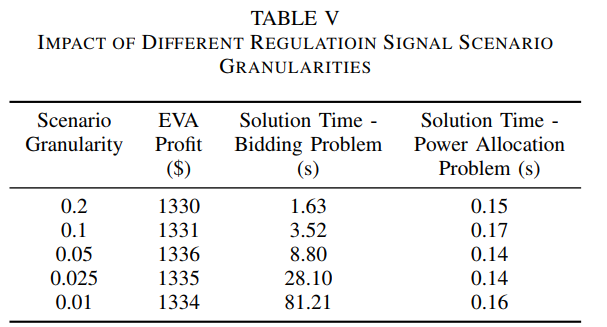 TABLE V
IMPACT OF DIFFERENT REGULATIOIN SIGNAL SCENARIO
GRANULARITIES
Scenario EVA Solution Time - Solution Time -
Granularity Profit Bidding Problem Power Allocation
($) (s) Problem (s)
0.2 1330 1.63 0.15
0.1 1331 3.52 0.17
0.05 1336 8.80 0.14
0.025 1335 28.10 0.14
0.01 1334 81.21 0.16